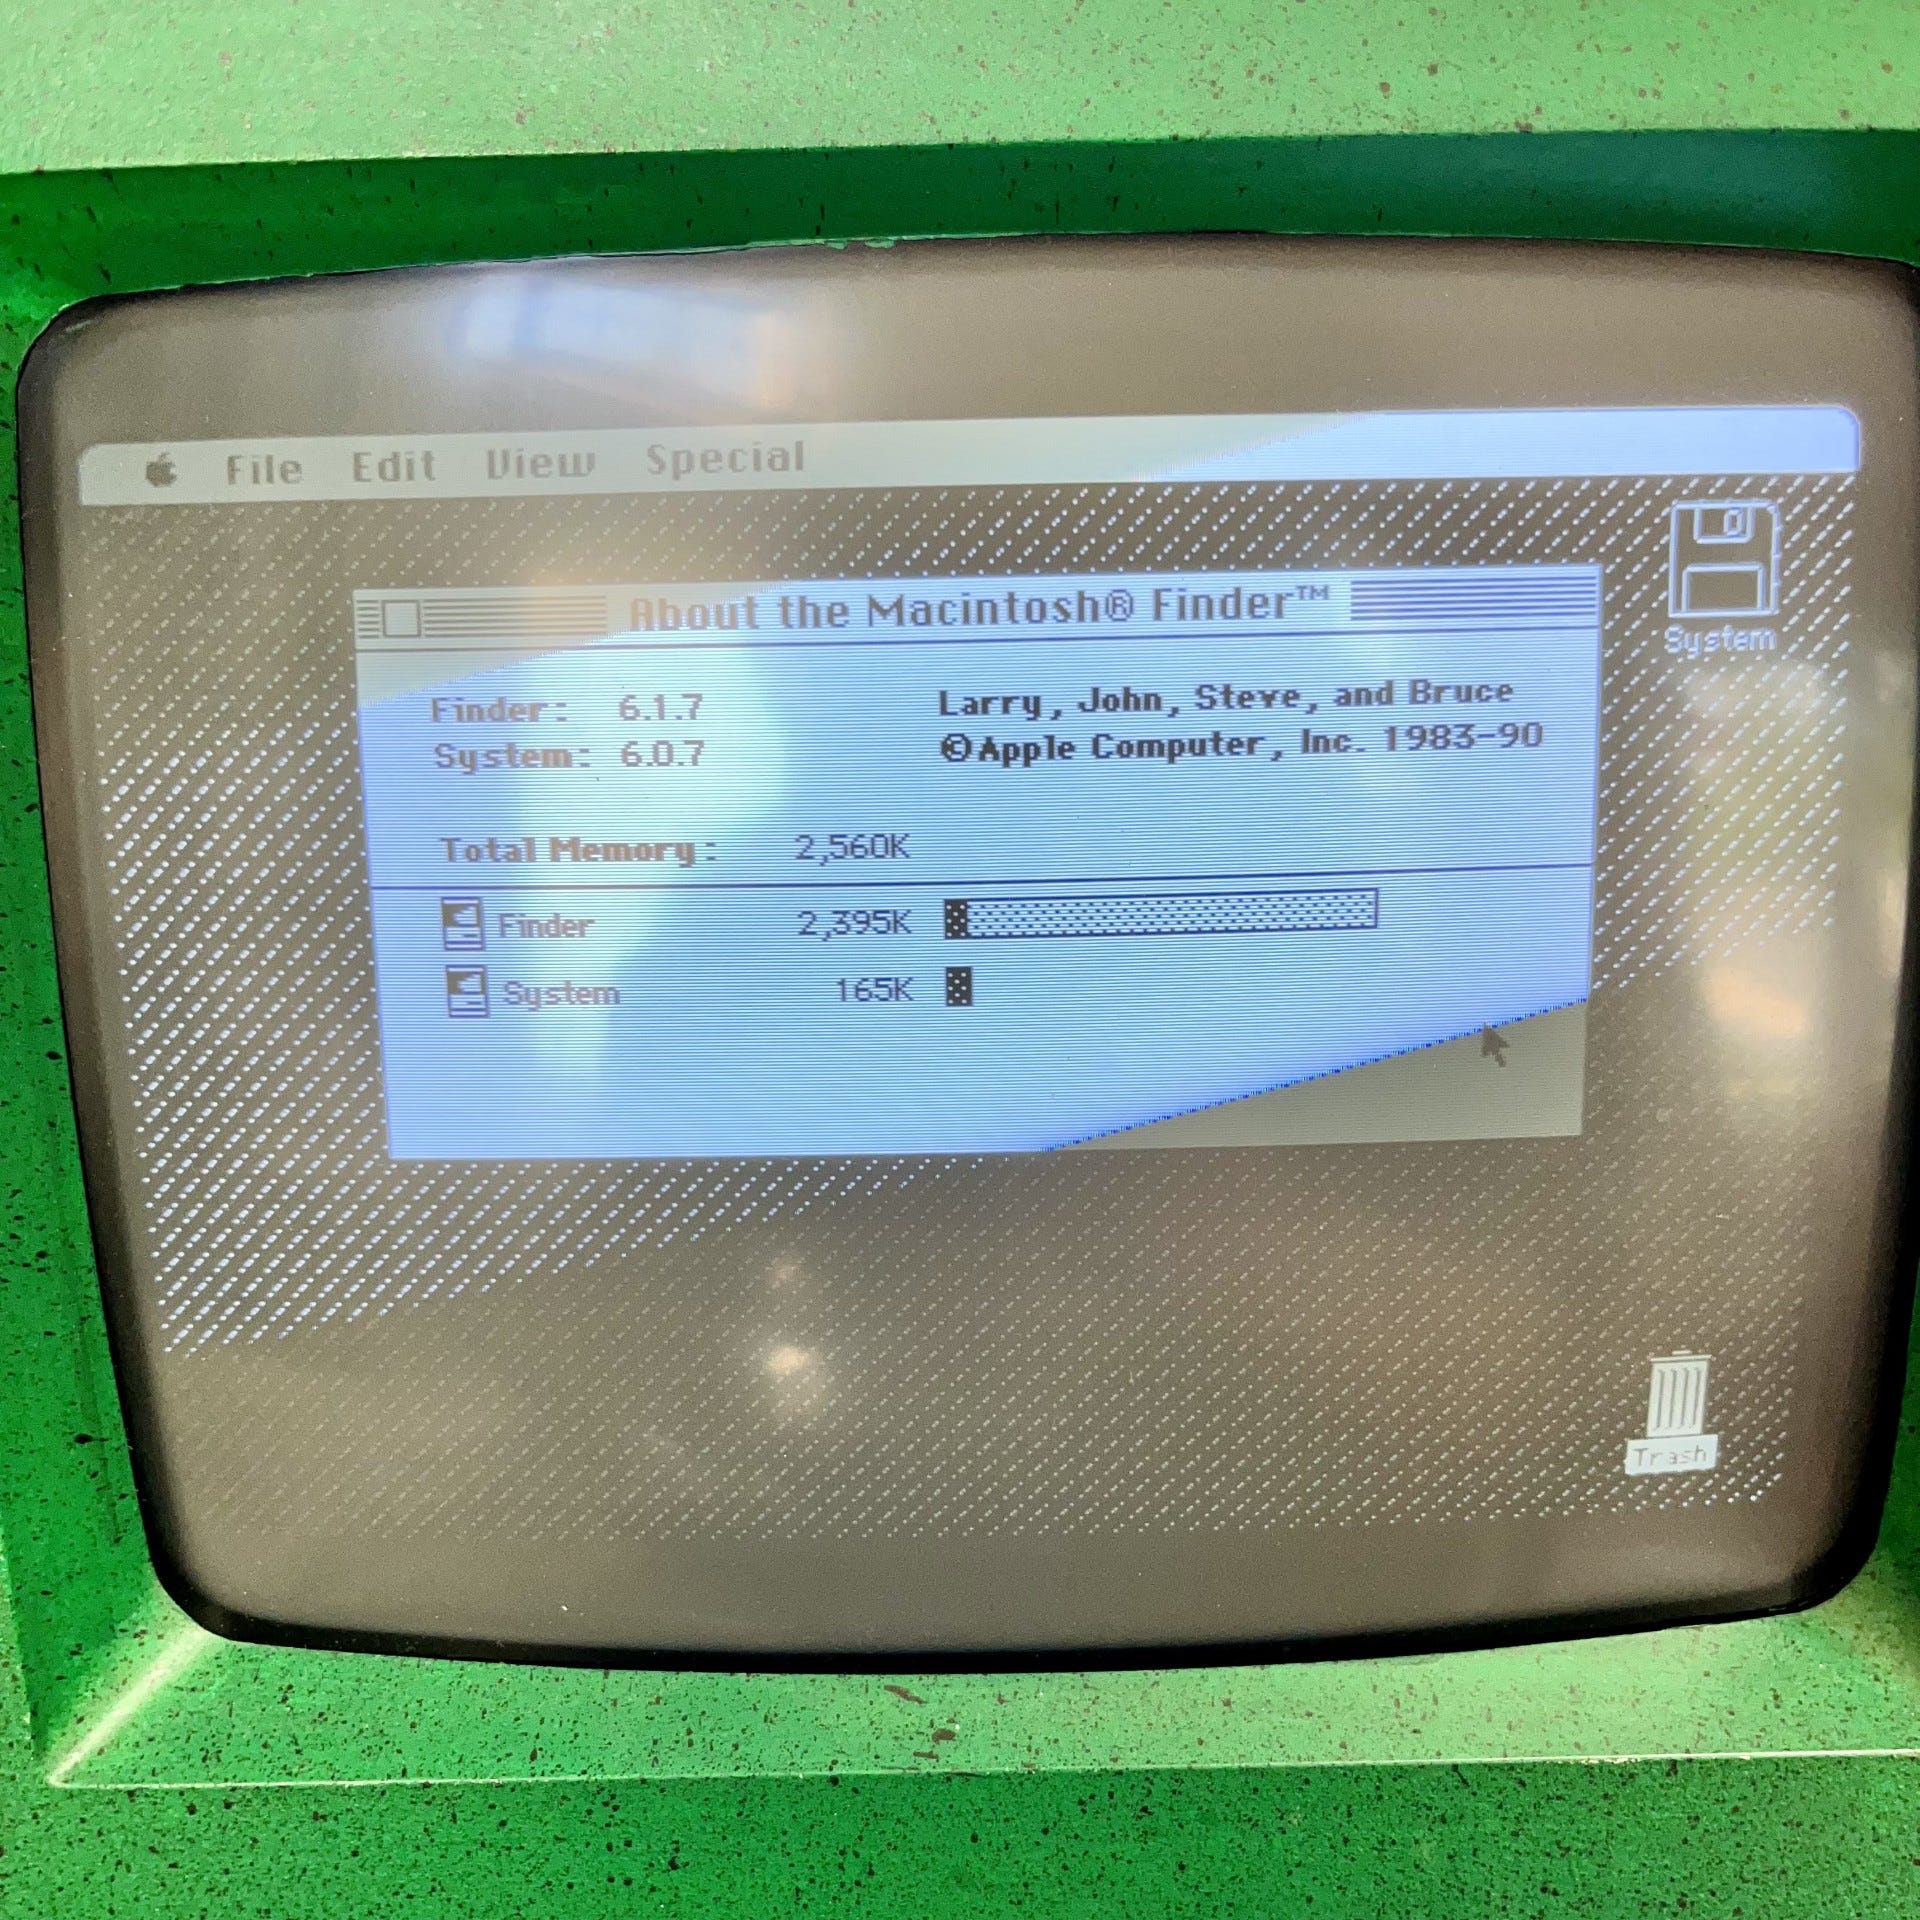 File Edit View Special
System
About the Macintosh® Finder™
Finder: 6.1.7
System: 6.0.7
Larry, John, Steve, and Bruce
©Apple Computer, Inc. 1983-90
Total Memory: 2,560K
Finder 2,395K
System 165K
Trash